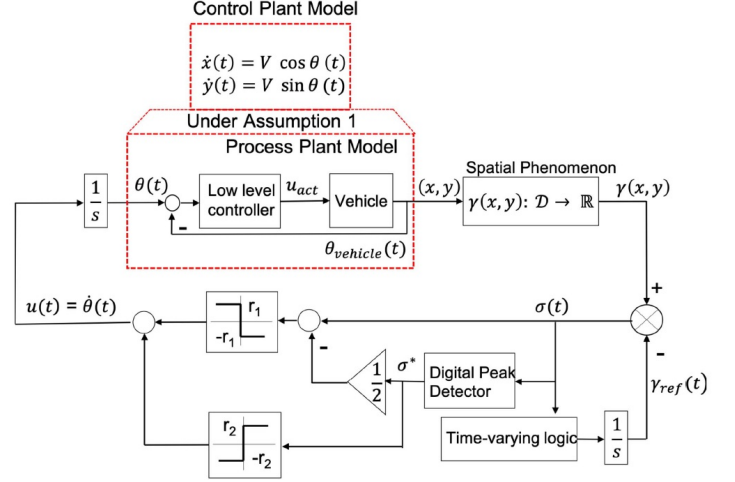 Control Plant Model
ẋ(t) = V cos θ (t)
ẏ(t) = V sin θ (t)
Under Assumption 1
Process Plant Model
Spatial Phenomenon
1
s
θ(t)
Low level
controller
u_act
Vehicle
(x, y)
γ(x, y): 𝒟 → ℝ
γ(x, y)
-
θ_vehicle(t)
+
u(t) = θ̇(t)
r₁
-r₁
σ(t)
-
-
γ_ref(t)
1
2
σ*
Digital Peak
Detector
r₂
-r₂
Time-varying logic
1
s